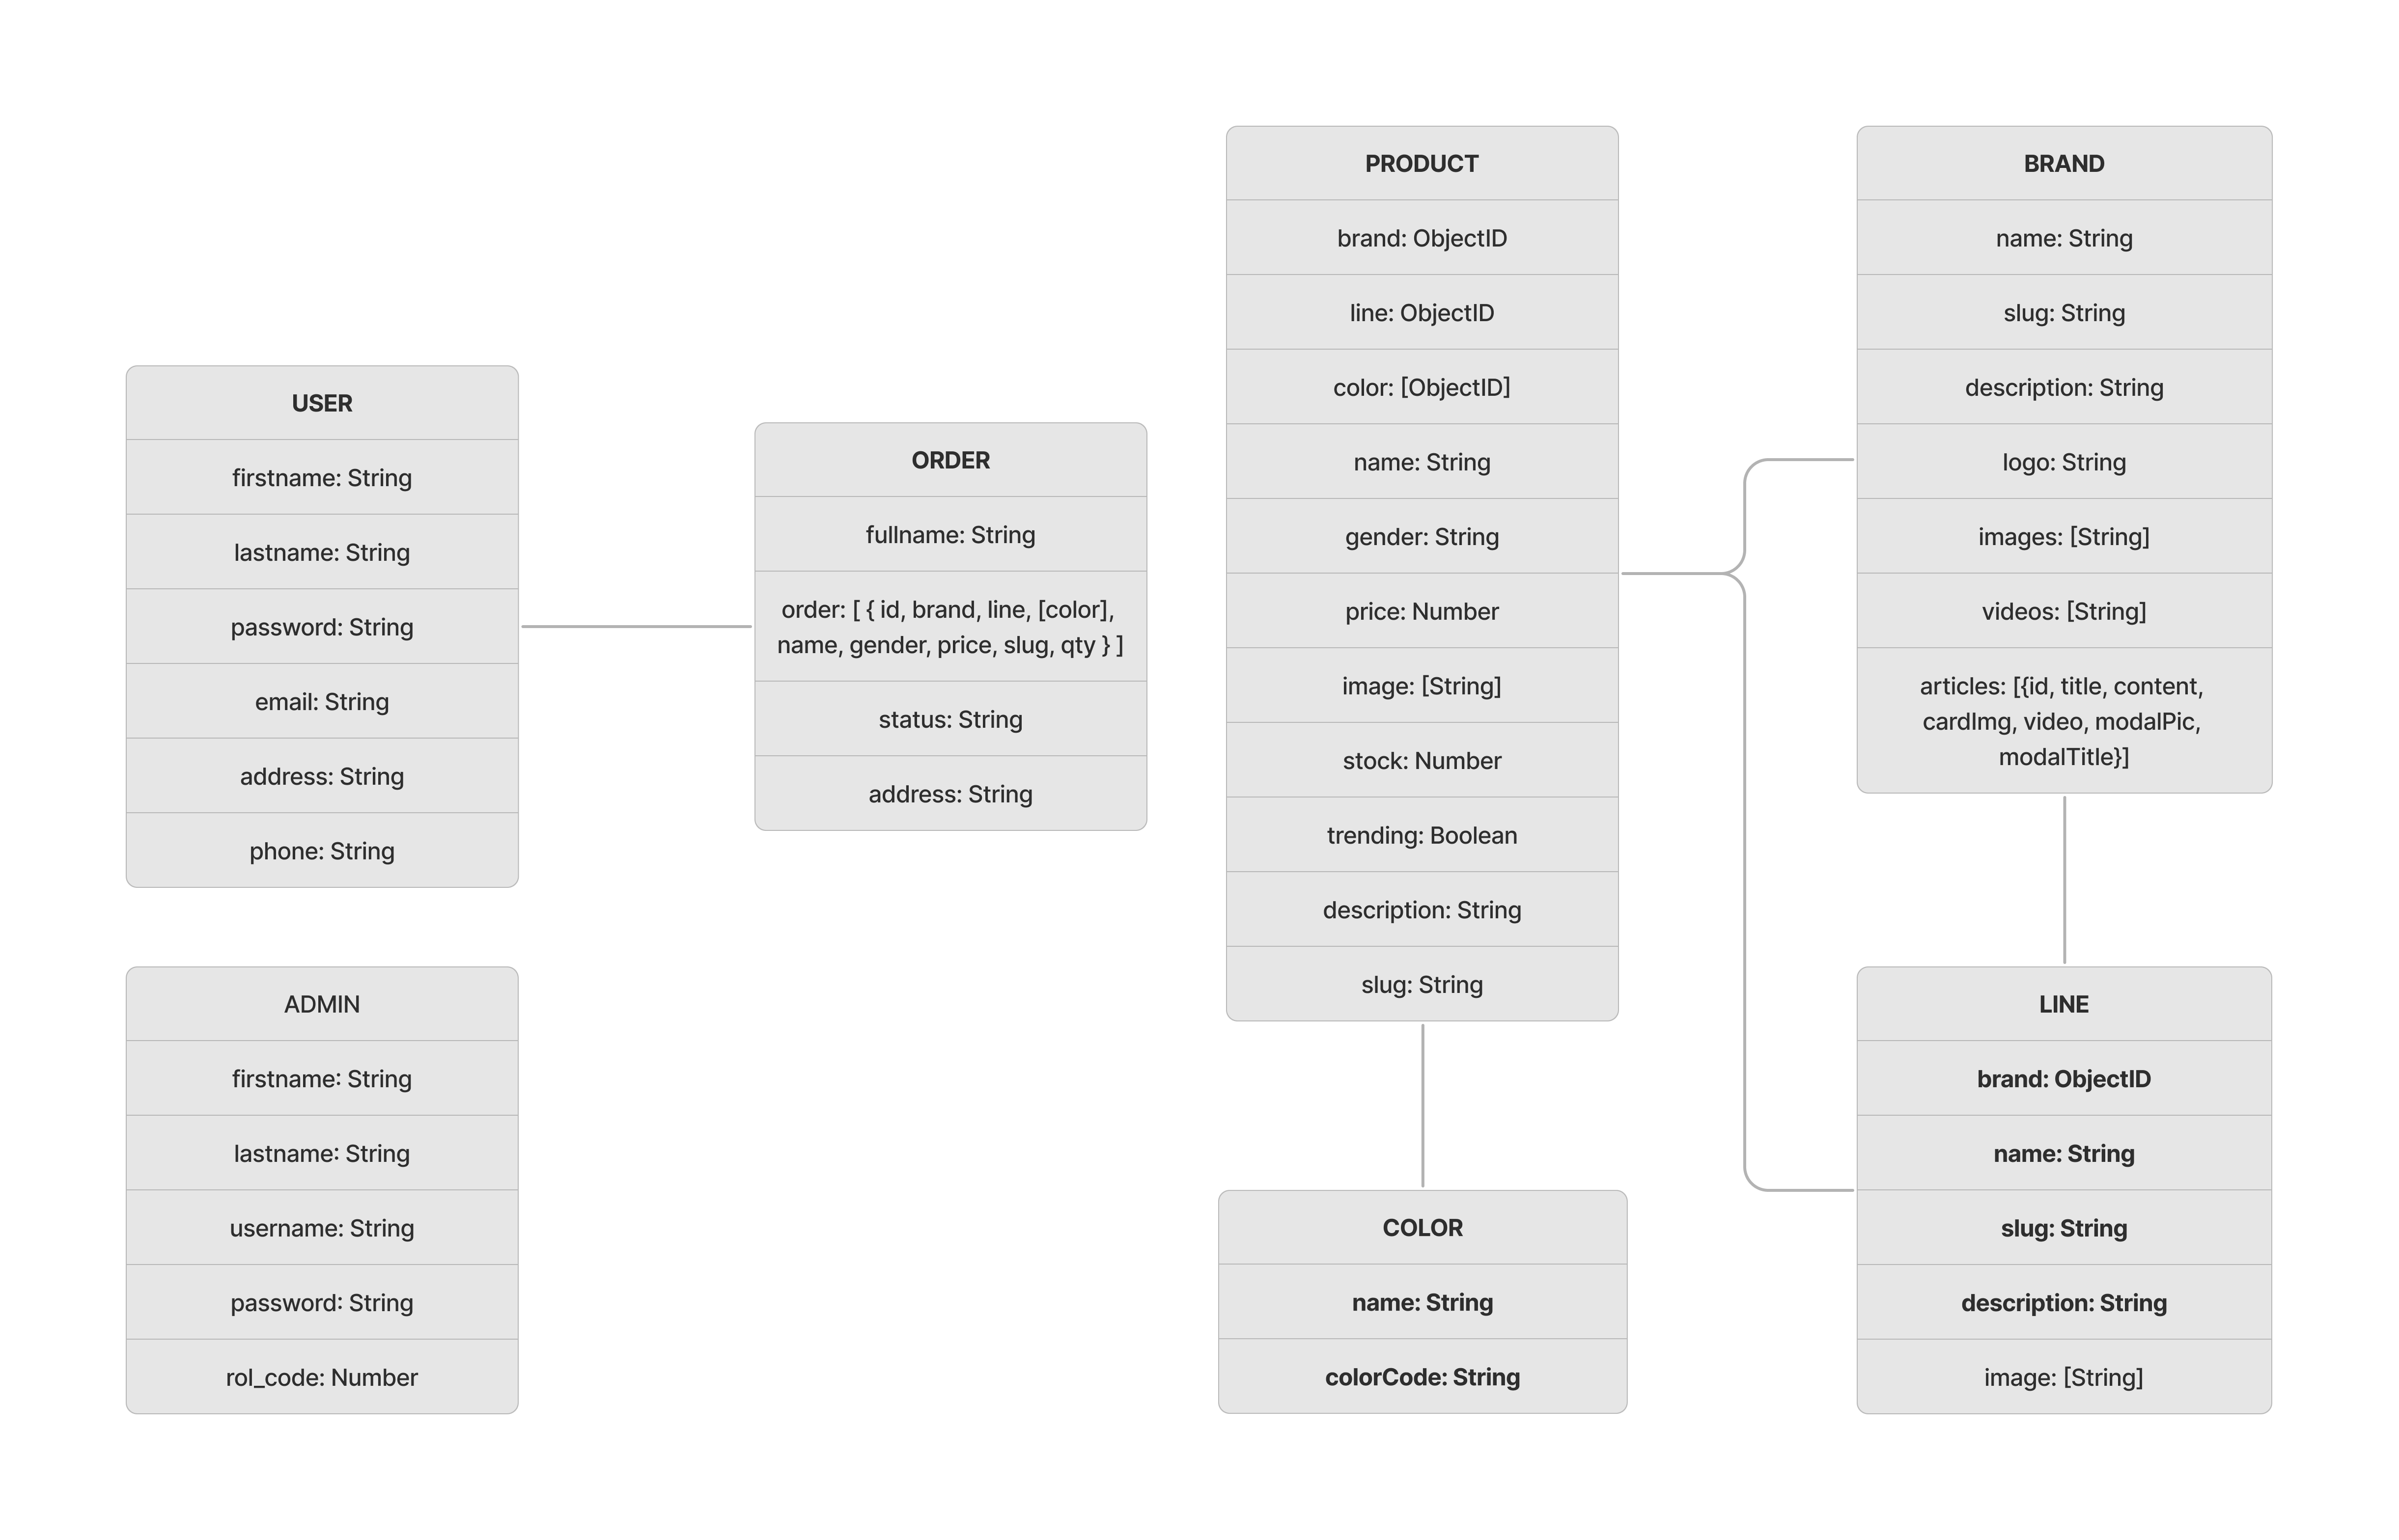 USER
firstname: String
lastname: String
password: String
email: String
address: String
phone: String
ADMIN
firstname: String
lastname: String
username: String
password: String
rol_code: Number
ORDER
fullname: String
order: [ { id, brand, line, [color],
name, gender, price, slug, qty } ]
status: String
address: String
PRODUCT
brand: ObjectID
line: ObjectID
color: [ObjectID]
name: String
gender: String
price: Number
image: [String]
stock: Number
trending: Boolean
description: String
slug: String
COLOR
name: String
colorCode: String
BRAND
name: String
slug: String
description: String
logo: String
images: [String]
videos: [String]
articles: [{id, title, content,
cardImg, video, modalPic,
modalTitle}]
LINE
brand: ObjectID
name: String
slug: String
description: String
image: [String]